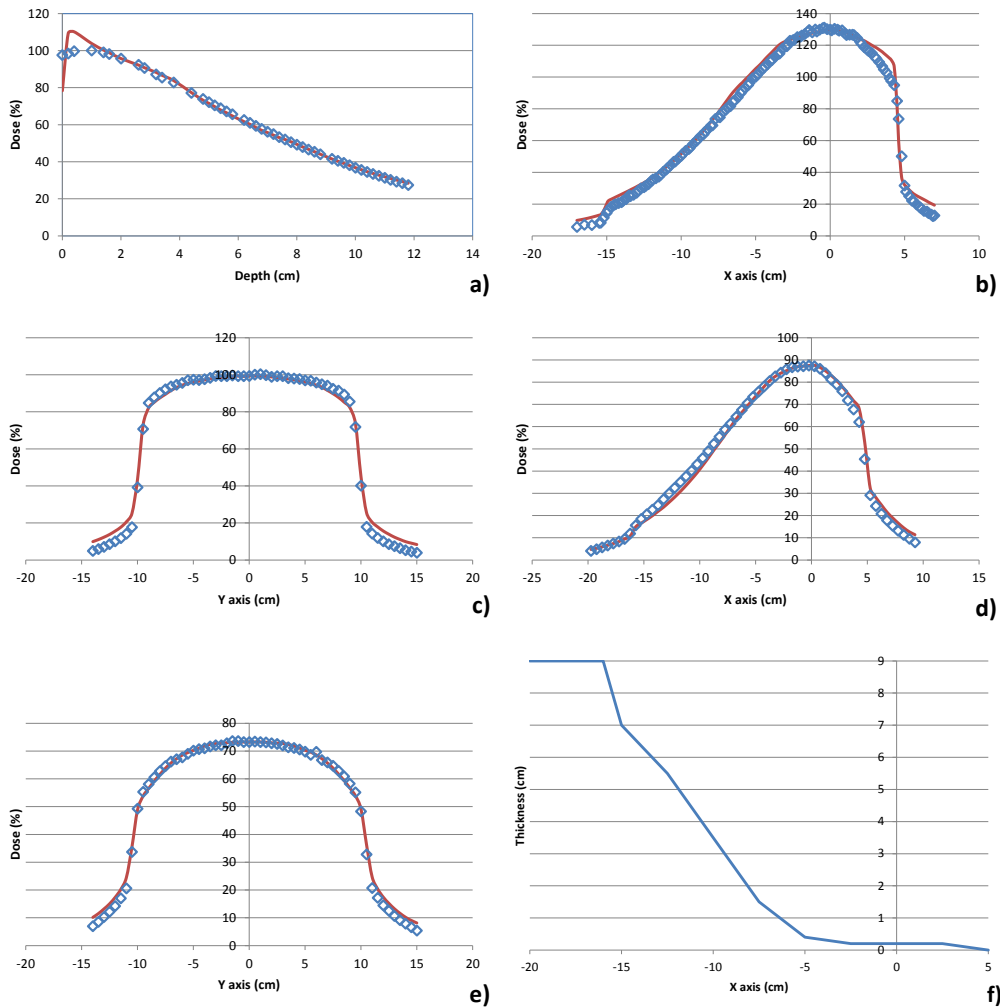 120
100
80
60
40
20
0
Dose (%)
0 2 4 6 8 10 12 14
Depth (cm)
a)
140
120
100
80
60
40
20
0
Dose (%)
-20 -15 -10 -5 0 5 10
X axis (cm)
b)
120
100
80
60
40
20
0
Dose (%)
-20 -15 -10 -5 0 5 10 15 20
Y axis (cm)
c)
100
90
80
70
60
50
40
30
20
10
0
Dose (%)
-25 -20 -15 -10 -5 0 5 10 15
X axis (cm)
d)
80
70
60
50
40
30
20
10
0
Dose (%)
-20 -15 -10 -5 0 5 10 15 20
Y axis (cm)
e)
9
8
7
6
5
4
3
2
1
0
Thickness (cm)
-20 -15 -10 -5 0 5
X axis (cm)
f)